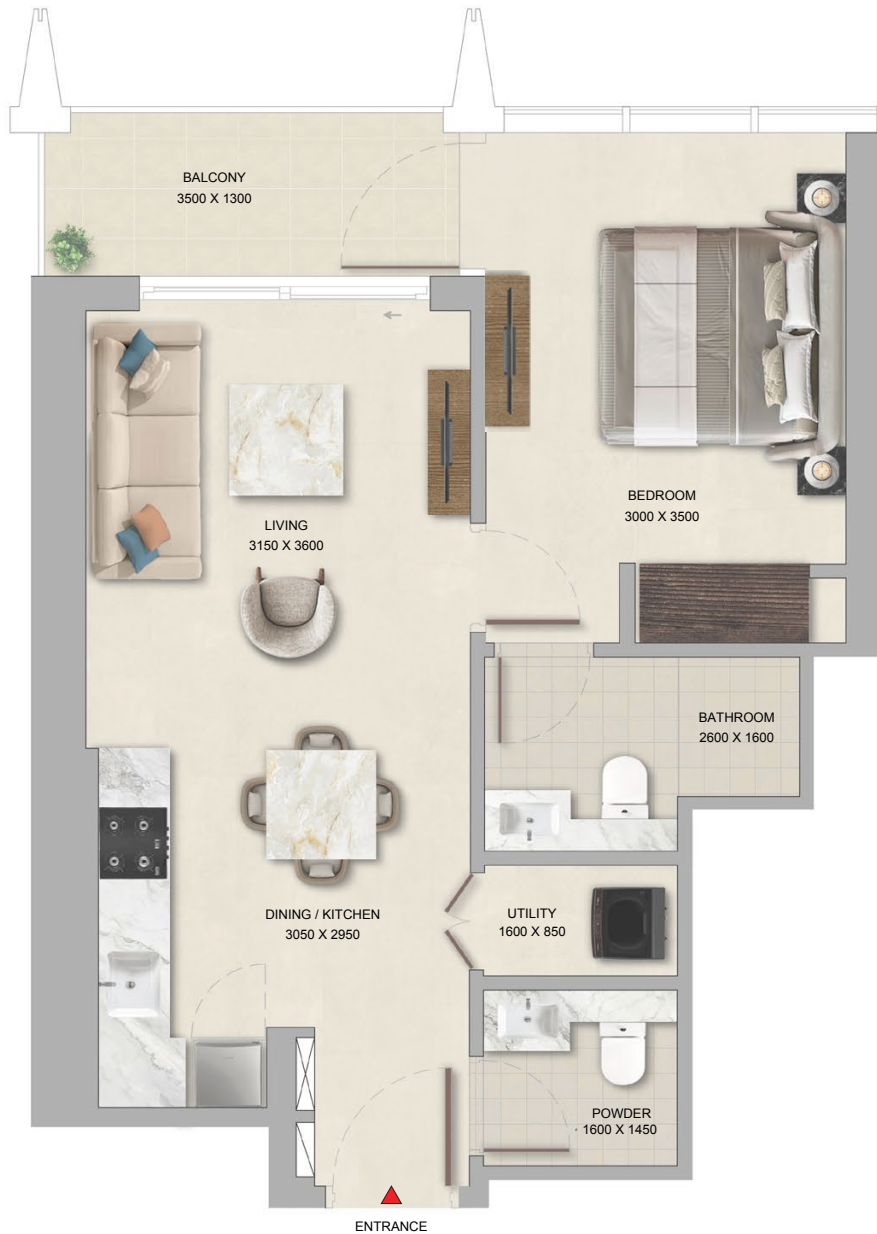 BALCONY
3500 X 1300
BEDROOM
3000 X 3500
LIVING
3150 X 3600
BATHROOM
2600 X 1600
DINING / KITCHEN
3050 X 2950
UTILITY
1600 X 850
POWDER
1600 X 1450
ENTRANCE